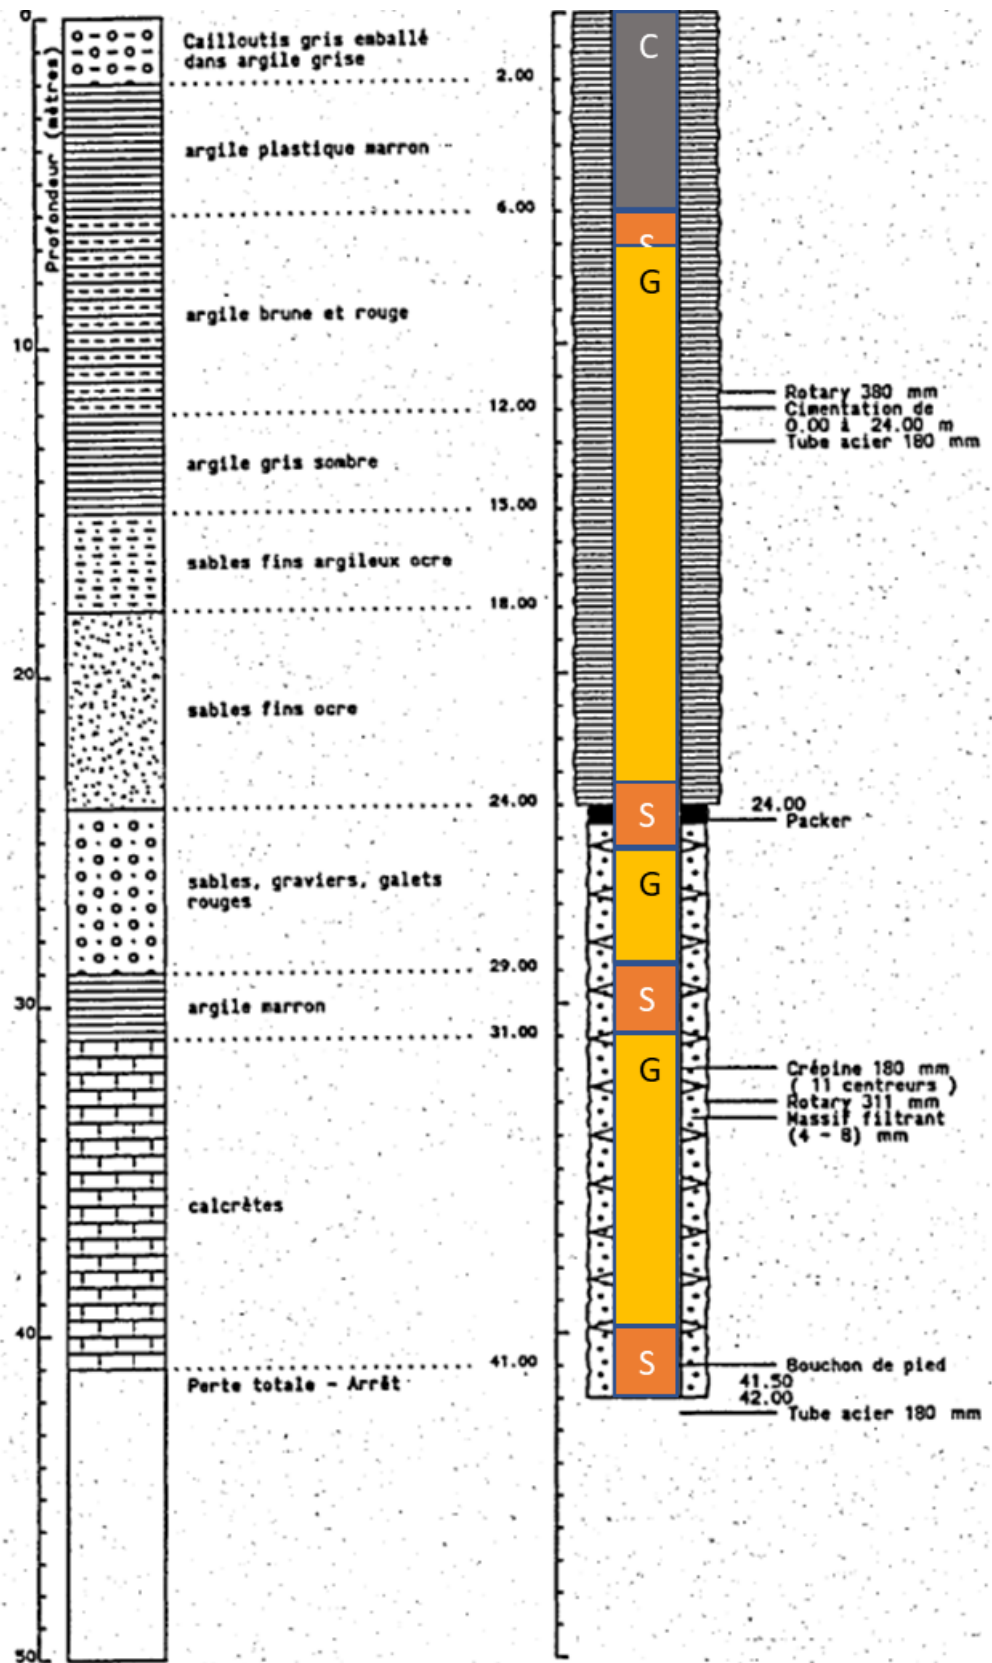 0
Profondeur (mètres)
Cailloutis gris emballé
dans argile grise
2.00
argile plastique marron
6.00
argile brune et rouge
10
12.00
argile gris sombre
15.00
sables fins argileux ocre
18.00
20
sables fins ocre
24.00
sables, graviers, galets
rouges
29.00
30
argile marron
31.00
calcrètes
40
41.00
Perte totale - Arrêt
50
C
S
G
Rotary 380 mm
Cimentation de
0.00 à 24.00 m
Tube acier 180 mm
24.00
S
Packer
G
S
G
Crépine 180 mm
( 11 centreurs )
Rotary 311 mm
Massif filtrant
(4 - 8) mm
S
Bouchon de pied
41.50
42.00
Tube acier 180 mm